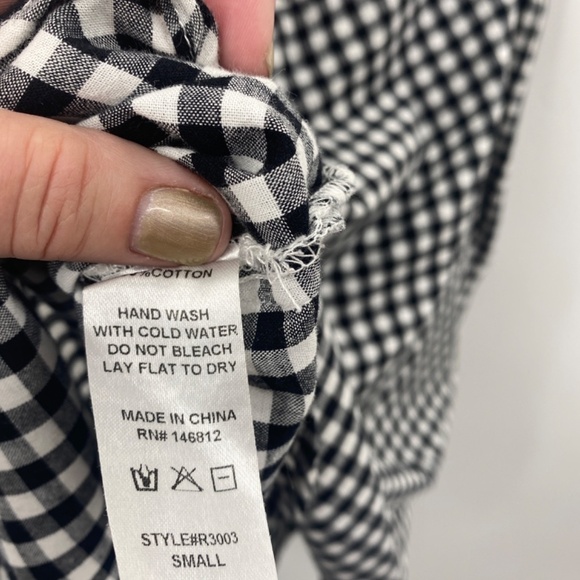 %COTTON
HAND WASH
WITH COLD WATER
DO NOT BLEACH
LAY FLAT TO DRY
MADE IN CHINA
RN# 146812
STYLE#R3003
SMALL